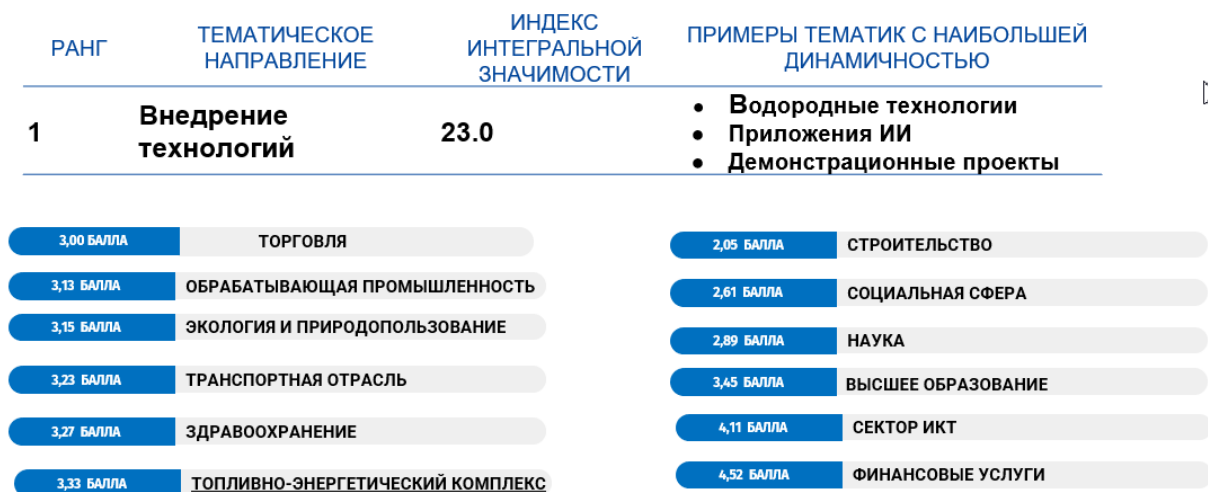 РАНГ
ТЕМАТИЧЕСКОЕ
НАПРАВЛЕНИЕ
ИНДЕКС
ИНТЕГРАЛЬНОЙ
ЗНАЧИМОСТИ
ПРИМЕРЫ ТЕМАТИК С НАИБОЛЬШЕЙ
ДИНАМИЧНОСТЬЮ
1
Внедрение
технологий
23.0
● Водородные технологии
● Приложения ИИ
● Демонстрационные проекты
3,00 БАЛЛА ТОРГОВЛЯ
3,13 БАЛЛА ОБРАБАТЫВАЮЩАЯ ПРОМЫШЛЕННОСТЬ
3,15 БАЛЛА ЭКОЛОГИЯ И ПРИРОДОПОЛЬЗОВАНИЕ
3,23 БАЛЛА ТРАНСПОРТНАЯ ОТРАСЛЬ
3,27 БАЛЛА ЗДРАВООХРАНЕНИЕ
3,33 БАЛЛА ТОПЛИВНО-ЭНЕРГЕТИЧЕСКИЙ КОМПЛЕКС
2,05 БАЛЛА СТРОИТЕЛЬСТВО
2,61 БАЛЛА СОЦИАЛЬНАЯ СФЕРА
2,89 БАЛЛА НАУКА
3,45 БАЛЛА ВЫСШЕЕ ОБРАЗОВАНИЕ
4,11 БАЛЛА СЕКТОР ИКТ
4,52 БАЛЛА ФИНАНСОВЫЕ УСЛУГИ